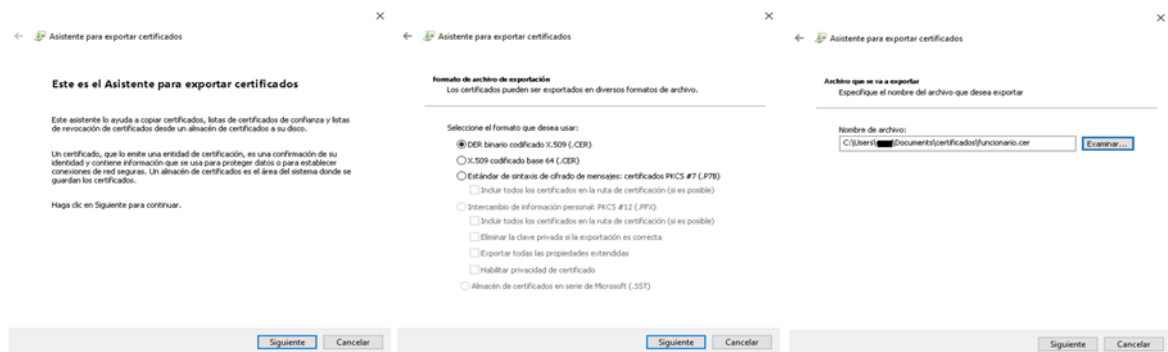 Asistente para exportar certificados
Este es el Asistente para exportar certificados
Este asistente lo ayuda a copiar certificados, listas de certificados de confianza y listas
de revocación de certificados desde un almacén de certificados a su disco.
Un certificado, que lo emite una entidad de certificación, es una confirmación de su
identidad y contiene información que se usa para proteger datos o para establecer
conexiones de red seguras. Un almacén de certificados es el área del sistema donde se
guardan los certificados.
Haga clic en Siguiente para continuar.
Siguiente
Cancelar
Asistente para exportar certificados
Formato de archivo de exportación
Los certificados pueden ser exportados en diversos formatos de archivo.
Seleccione el formato que desea usar:
DER binario codificado X.509 (.CER)
X.509 codificado base 64 (.CER)
Estándar de sintaxis de cifrado de mensajes: certificados PKCS #7 (.P7B)
Incluir todos los certificados en la ruta de certificación (si es posible)
Intercambio de información personal: PKCS #12 (.PFX)
Incluir todos los certificados en la ruta de certificación (si es posible)
Eliminar la clave privada si la exportación es correcta
Exportar todas las propiedades extendidas
Habilitar privacidad de certificado
Almacén de certificados en serie de Microsoft (.SST)
Siguiente
Cancelar
Asistente para exportar certificados
Archivo que se va a exportar
Especifique el nombre del archivo que desea exportar
Nombre de archivo:
C:\Users\ \Documents\certificados\funcionario.cer
Examinar...
Siguiente
Cancelar